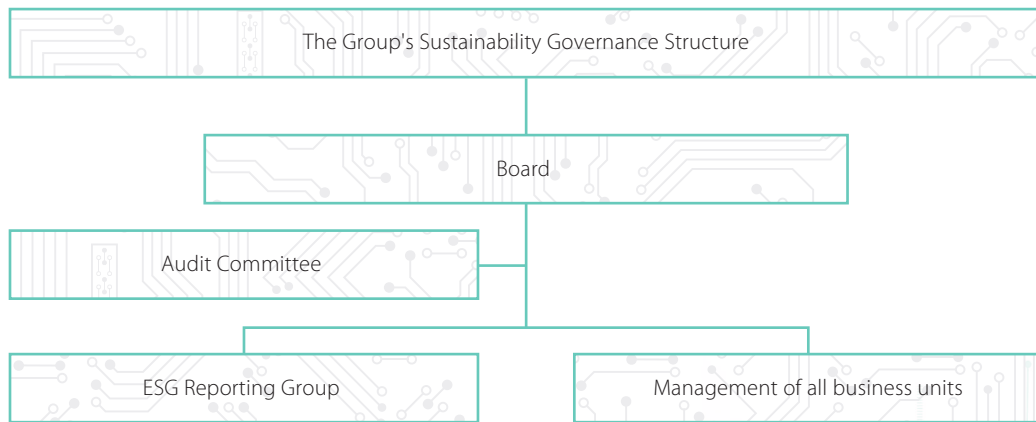 The Group's Sustainability Governance Structure
Board
Audit Committee
ESG Reporting Group
Management of all business units